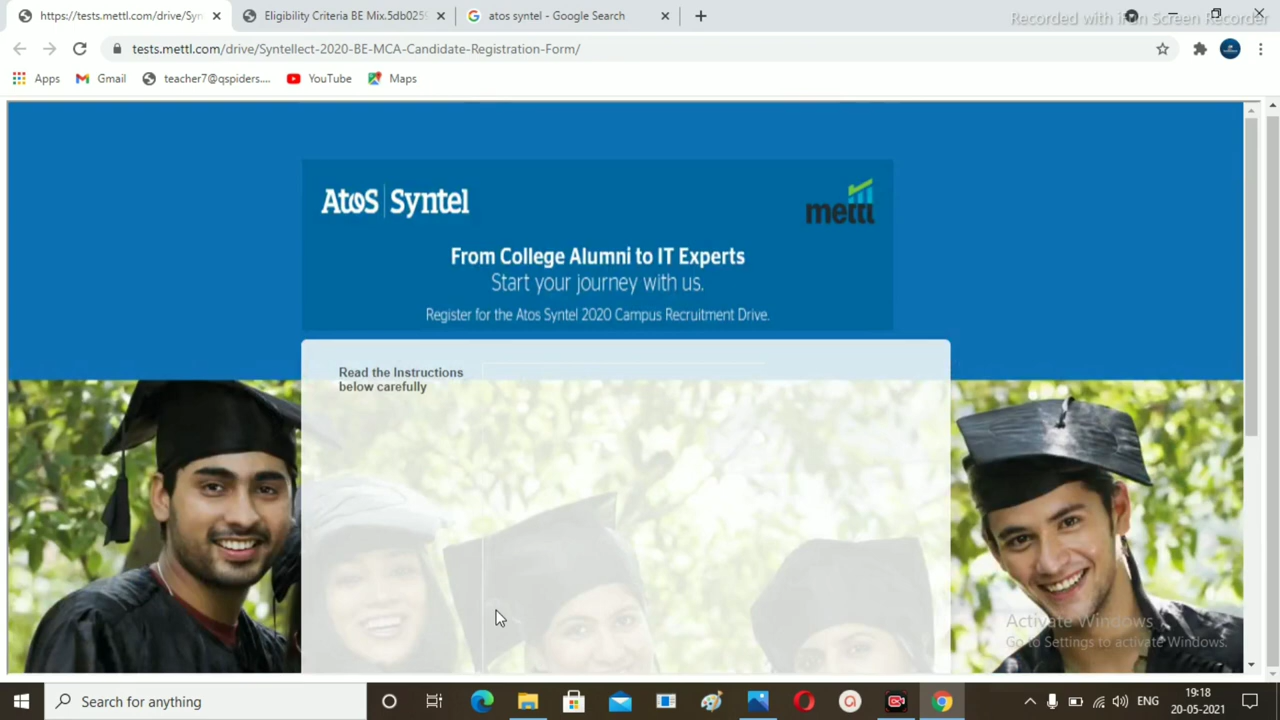 https://tests.mettl.com/drive/Syn
Eligibility Criteria BE Mix.5db0259
atos syntel - Google Search
Recorded with iFun Screen Recorder
tests.mettl.com/drive/Syntellect-2020-BE-MCA-Candidate-Registration-Form/
Apps
Gmail
teacher7@qspiders....
YouTube
Maps
Atos | Syntel
mettl
From College Alumni to IT Experts
Start your journey with us.
Register for the Atos Syntel 2020 Campus Recruitment Drive.
Read the Instructions
below carefully
Activate Windows
Go to Settings to activate Windows.
Search for anything
ENG
19:18
20-05-2021